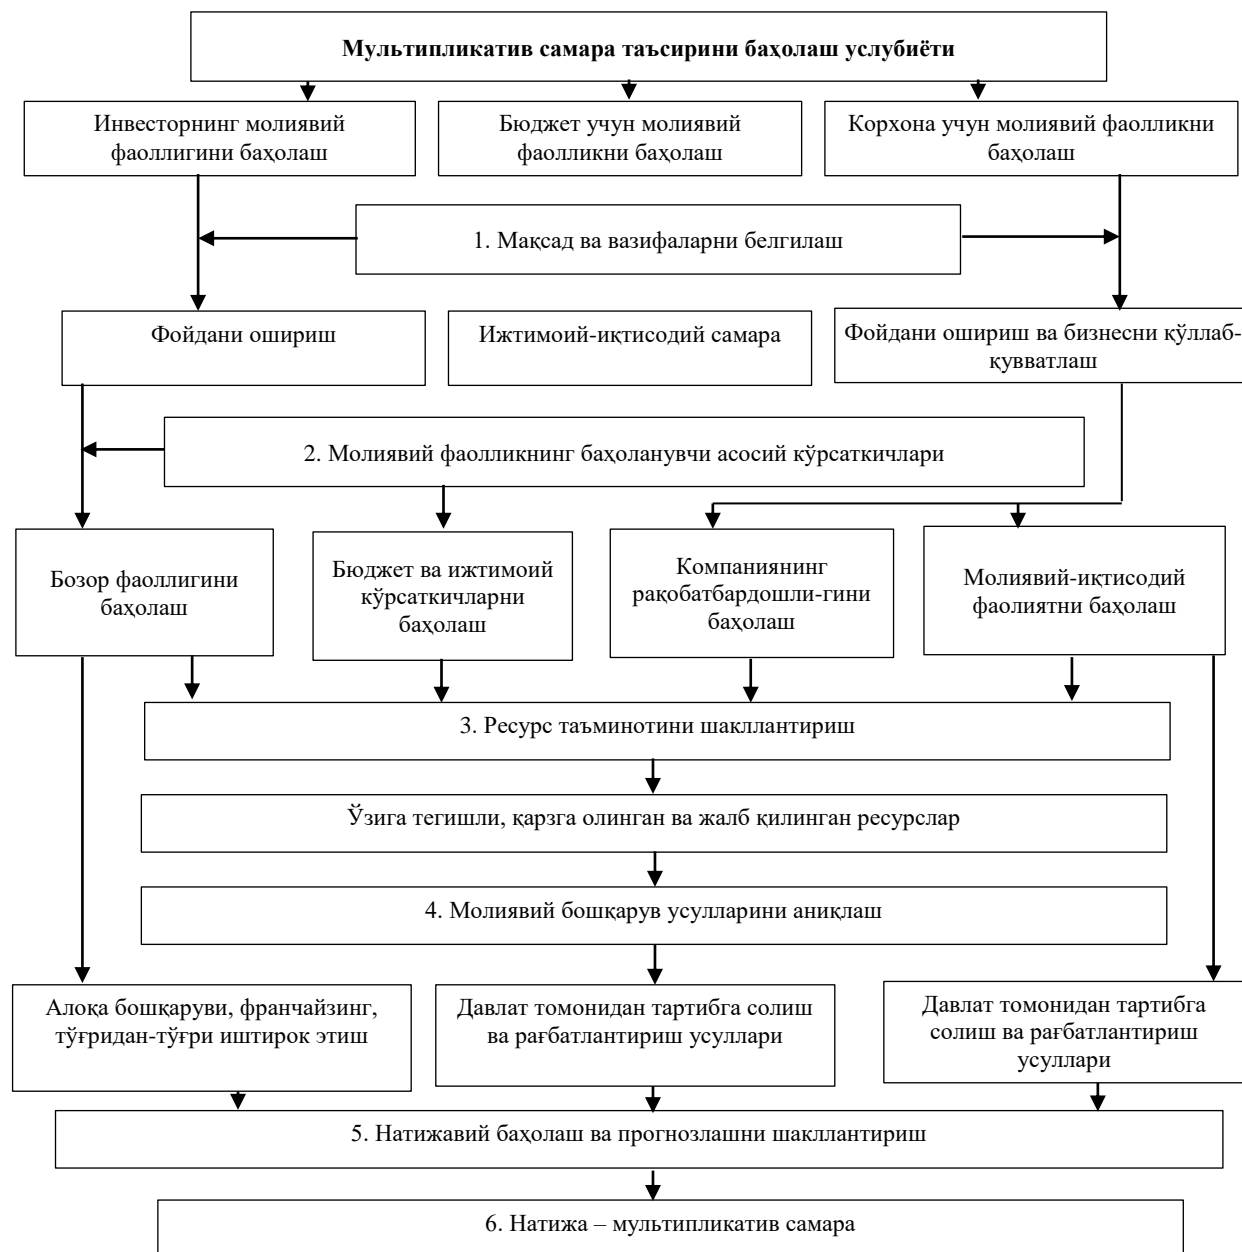 Мультипликатив самара таъсирини баҳолаш услубиёти
Инвесторнинг молиявий
фаоллигини баҳолаш
Бюджет учун молиявий
фаолликни баҳолаш
Корхона учун молиявий фаолликни
баҳолаш
1. Мақсад ва вазифаларни белгилаш
Фойдани ошириш
Ижтимоий-иқтисодий самара
Фойдани ошириш ва бизнесни қўллаб-
қувватлаш
2. Молиявий фаолликнинг баҳоланувчи асосий кўрсаткичлари
Бозор фаоллигини
баҳолаш
Бюджет ва ижтимоий
кўрсаткичларни
баҳолаш
Компаниянинг
рақобатбардошли-гини
баҳолаш
Молиявий-иқтисодий
фаолиятни баҳолаш
3. Ресурс таъминотини шакллантириш
Ўзига тегишли, қарзга олинган ва жалб қилинган ресурслар
4. Молиявий бошқарув усулларини аниқлаш
Алоқа бошқаруви, франчайзинг,
тўғридан-тўғри иштирок этиш
Давлат томонидан тартибга солиш
ва рағбатлантириш усуллари
Давлат томонидан тартибга
солиш ва рағбатлантириш
усуллари
5. Натижавий баҳолаш ва прогнозлашни шакллантириш
6. Натижа – мультипликатив самара